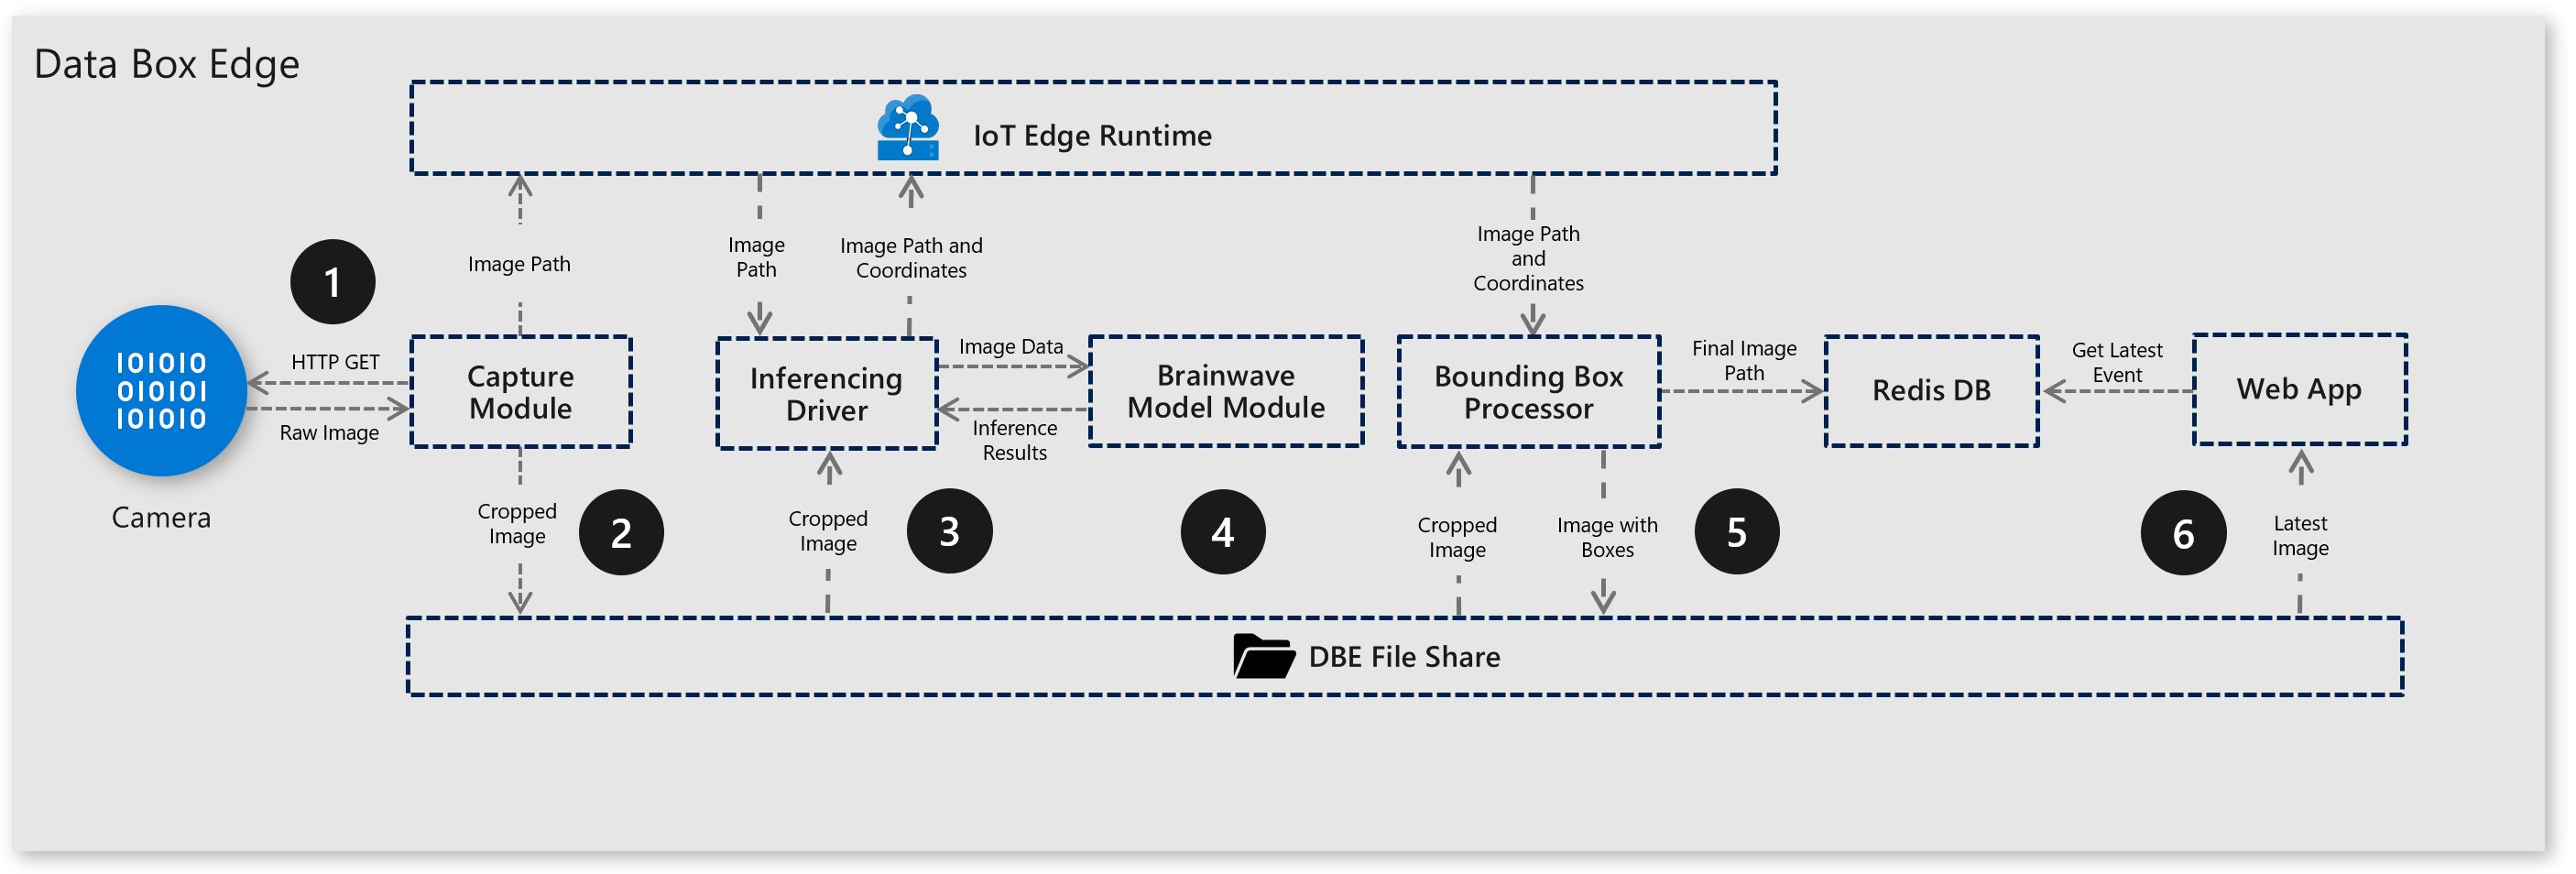 Data Box Edge
IoT Edge Runtime
1
Image Path
Image
Path
Image Path and
Coordinates
Image Path
and
Coordinates
101010
010101
101010
Camera
HTTP GET
Raw Image
Capture
Module
Inferencing
Driver
Image Data
Inference
Results
Brainwave
Model Module
Bounding Box
Processor
Final Image
Path
Redis DB
Get Latest
Event
Web App
Cropped
Image
2
Cropped
Image
3
4
Cropped
Image
Image with
Boxes
5
6
Latest
Image
DBE File Share